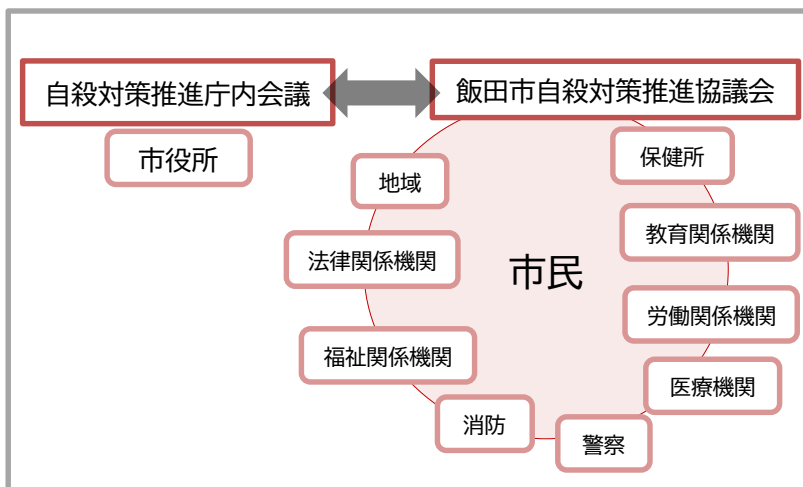 自殺対策推進庁内会議
飯田市自殺対策推進協議会
市役所
保健所
地域
教育関係機関
法律関係機関
市民
労働関係機関
福祉関係機関
医療機関
消防
警察